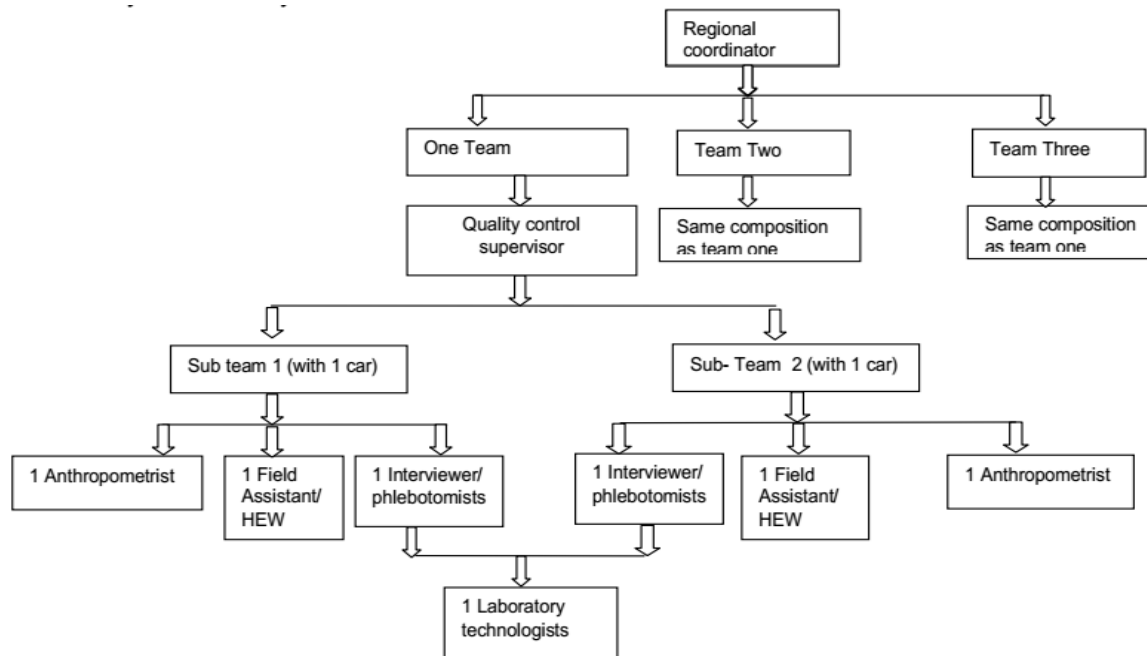 Regional
coordinator
One Team
Team Two
Team Three
Quality control
supervisor
Same composition
as team one
Same composition
as team one
Sub team 1 (with 1 car)
Sub- Team 2 (with 1 car)
1 Anthropometrist
1 Field
Assistant/
HEW
1 Interviewer/
phlebotomists
1 Interviewer/
phlebotomists
1 Field
Assistant/
HEW
1 Anthropometrist
1 Laboratory
technologists